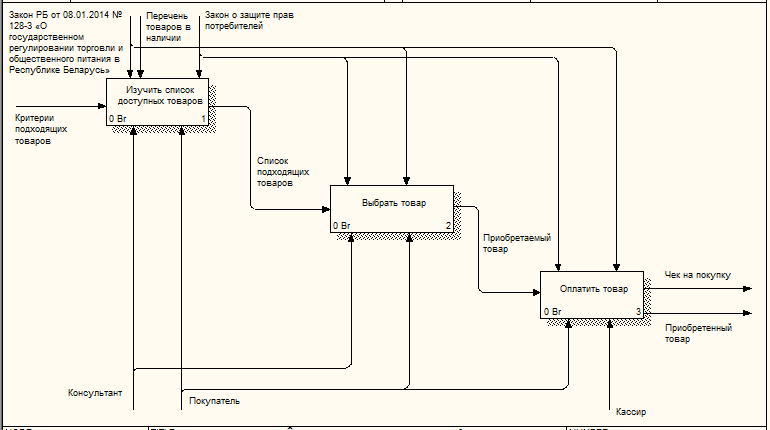 Закон РБ от 08.01.2014 №
128-З «О
государственном
регулировании торговли и
общественного питания в
Республике Беларусь»
Перечень
товаров в
наличии
Закон о защите прав
потребителей
Изучить список
доступных товаров
0 Br 1
Критерии
подходящих
товаров
Список
подходящих
товаров
Выбрать товар
0 Br 2
Приобретаемый
товар
Оплатить товар
0 Br 3
Чек на покупку
Приобретенный
товар
Консультант
Покупатель
Кассир